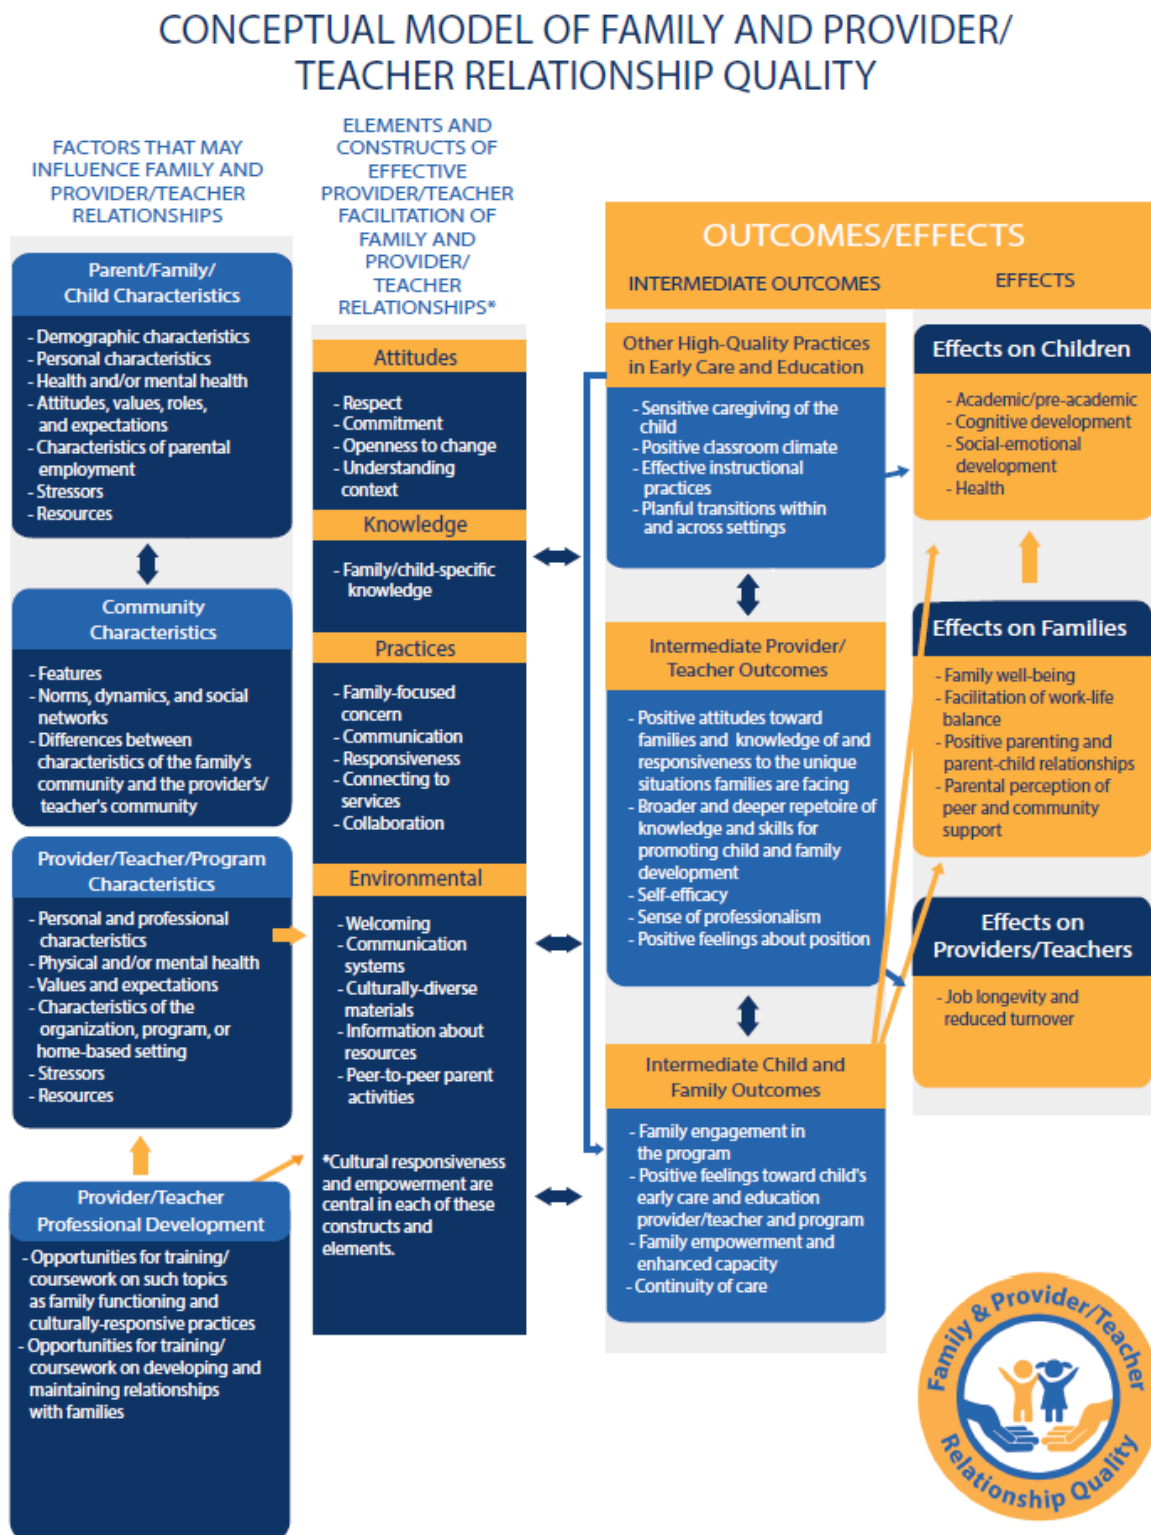 CONCEPTUAL MODEL OF FAMILY AND PROVIDER/
TEACHER RELATIONSHIP QUALITY
FACTORS THAT MAY
INFLUENCE FAMILY AND
PROVIDER/TEACHER
RELATIONSHIPS
Parent/Family/
Child Characteristics
- Demographic characteristics
- Personal characteristics
- Health and/or mental health
- Attitudes, values, roles,
and expectations
- Characteristics of parental
employment
- Stressors
- Resources
Community
Characteristics
- Features
- Norms, dynamics, and social
networks
- Differences between
characteristics of the family's
community and the provider's/
teacher's community
Provider/Teacher/Program
Characteristics
- Personal and professional
characteristics
- Physical and/or mental health
- Values and expectations
- Characteristics of the
organization, program, or
home-based setting
- Stressors
- Resources
Provider/Teacher
Professional Development
- Opportunities for training/
coursework on such topics
as family functioning and
culturally-responsive practices
- Opportunities for training/
coursework on developing and
maintaining relationships
with families
ELEMENTS AND
CONSTRUCTS OF
EFFECTIVE
PROVIDER/TEACHER
FACILITATION OF
FAMILY AND
PROVIDER/
TEACHER
RELATIONSHIPS*
Attitudes
- Respect
- Commitment
- Openness to change
- Understanding
context
Knowledge
- Family/child-specific
knowledge
Practices
- Family-focused
concern
- Communication
- Responsiveness
- Connecting to
services
- Collaboration
Environmental
- Welcoming
- Communication
systems
- Culturally-diverse
materials
- Information about
resources
- Peer-to-peer parent
activities
*Cultural responsiveness
and empowerment are
central in each of these
constructs and
elements.
OUTCOMES/EFFECTS
INTERMEDIATE OUTCOMES
Other High-Quality Practices
in Early Care and Education
- Sensitive caregiving of the
child
- Positive classroom climate
- Effective instructional
practices
- Planful transitions within
and across settings
Intermediate Provider/
Teacher Outcomes
- Positive attitudes toward
families and knowledge of and
responsiveness to the unique
situations families are facing
- Broader and deeper repetoire of
knowledge and skills for
promoting child and family
development
- Self-efficacy
- Sense of professionalism
- Positive feelings about position
Intermediate Child and
Family Outcomes
- Family engagement in
the program
- Positive feelings toward child's
early care and education
provider/teacher and program
- Family empowerment and
enhanced capacity
- Continuity of care
EFFECTS
Effects on Children
- Academic/pre-academic
- Cognitive development
- Social-emotional
development
- Health
Effects on Families
- Family well-being
- Facilitation of work-life
balance
- Positive parenting and
parent-child relationships
- Parental perception of
peer and community
support
Effects on
Providers/Teachers
- Job longevity and
reduced turnover
Family & Provider/Teacher
Relationship Quality